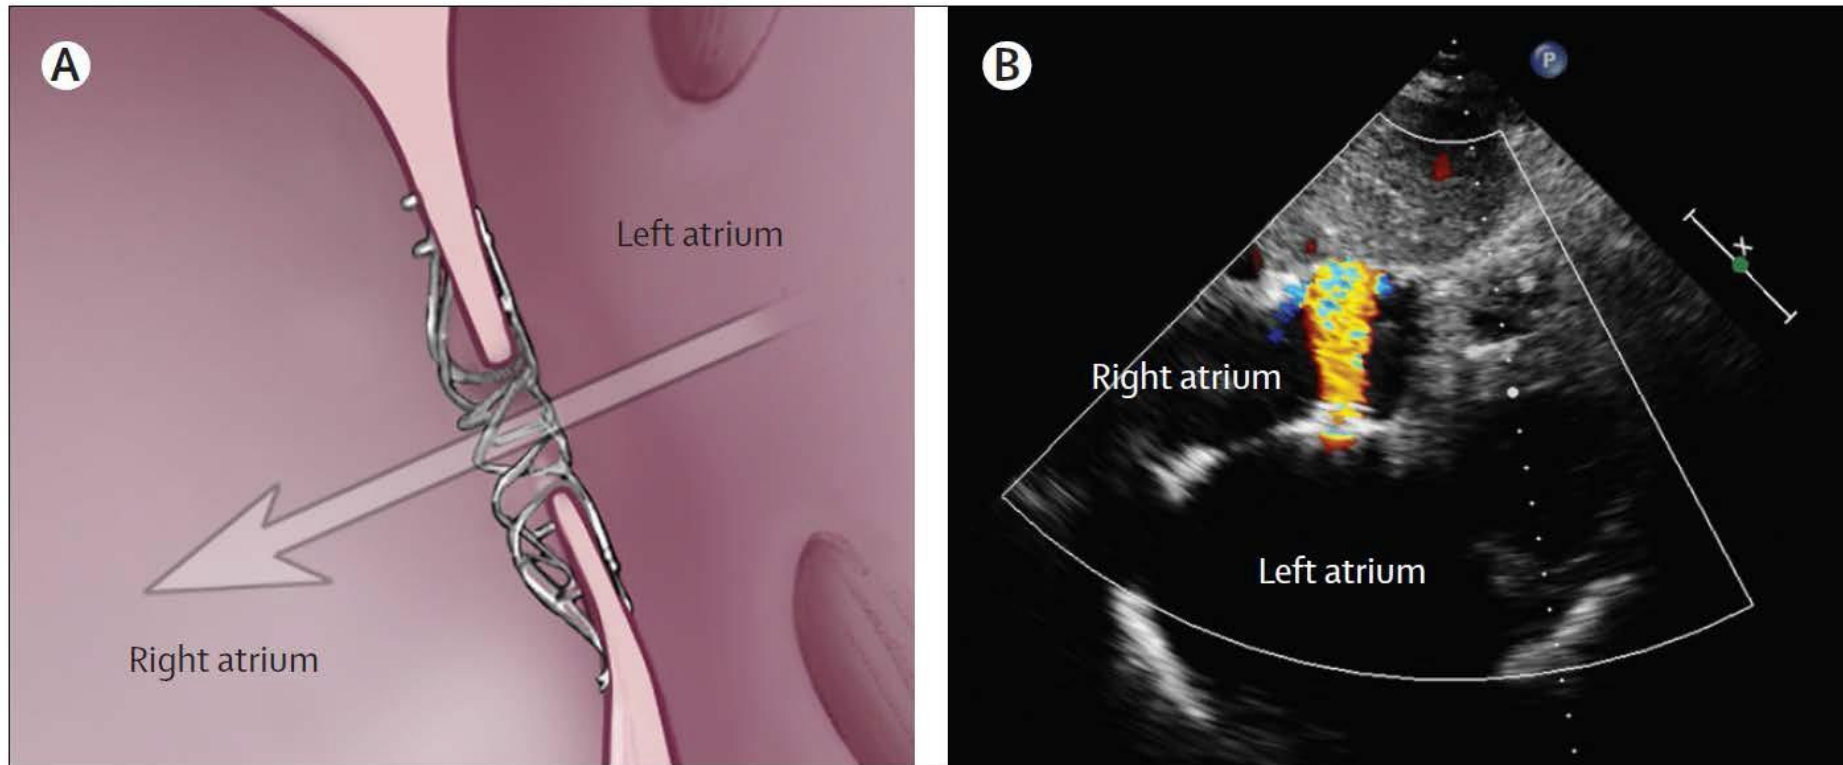 A
Left atrium
Right atrium
B
P
Right atrium
X
Left atrium